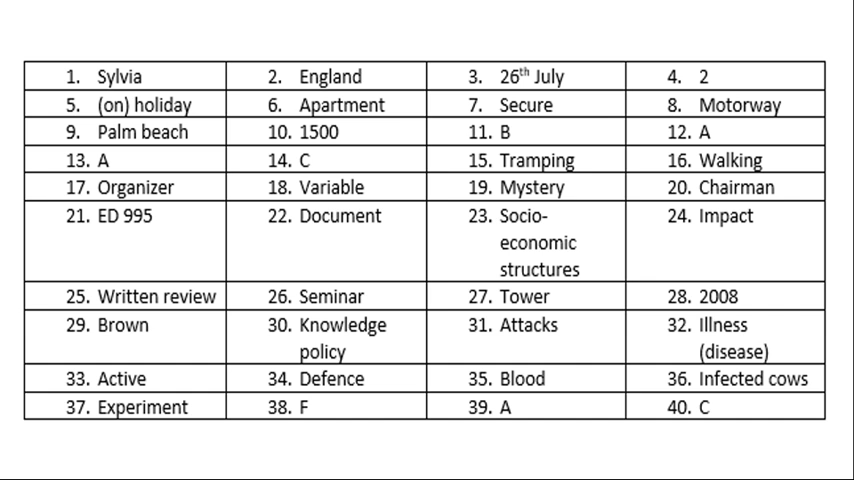 1. Sylvia 2. England 3. 26th July 4. 2
5. (on) holiday 6. Apartment 7. Secure 8. Motorway
9. Palm beach 10. 1500 11. B 12. A
13. A 14. C 15. Tramping 16. Walking
17. Organizer 18. Variable 19. Mystery 20. Chairman
21. ED 995 22. Document 23. Socio-
economic
structures
24. Impact
25. Written review 26. Seminar 27. Tower 28. 2008
29. Brown 30. Knowledge
policy
31. Attacks 32. Illness
(disease)
33. Active 34. Defence 35. Blood 36. Infected cows
37. Experiment 38. F 39. A 40. C